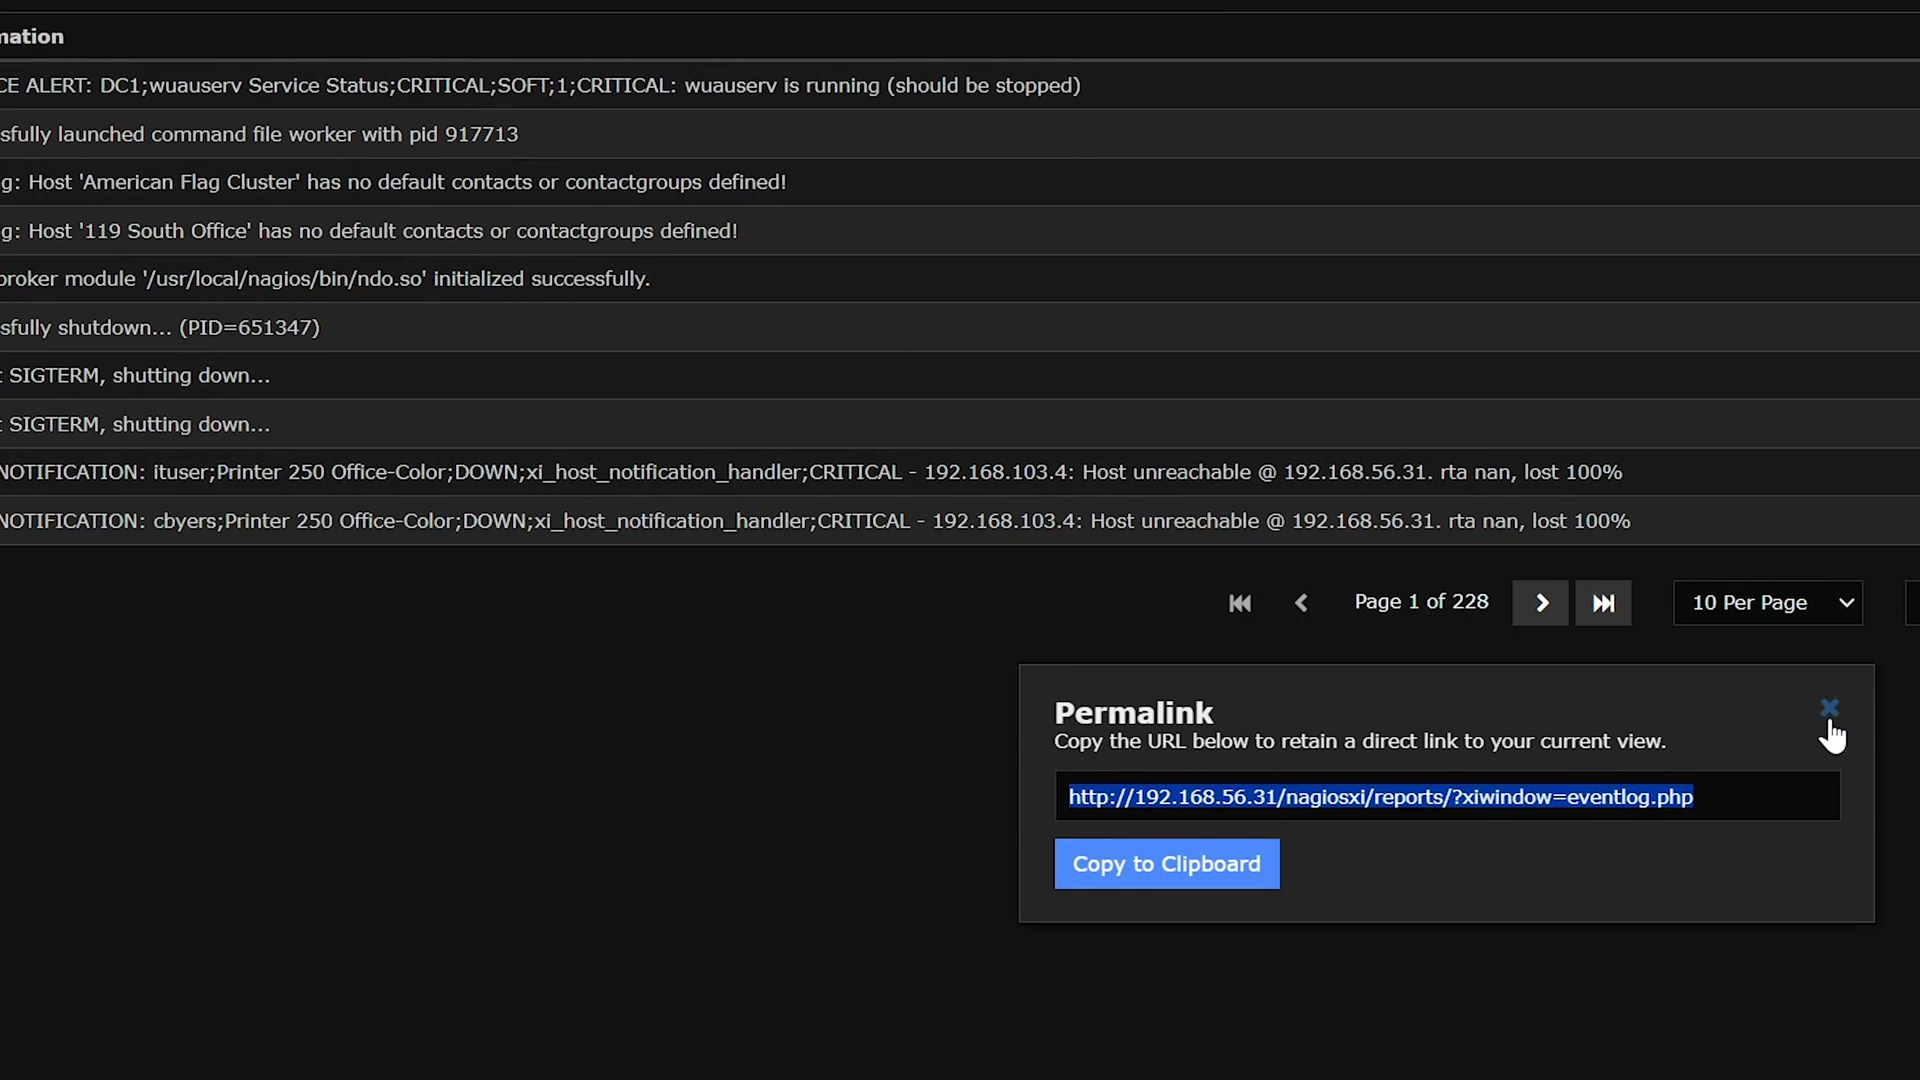 mation
CE ALERT: DC1;wuauserv Service Status;CRITICAL;SOFT;1;CRITICAL: wuauserv is running (should be stopped)
sfully launched command file worker with pid 917713
g: Host 'American Flag Cluster' has no default contacts or contactgroups defined!
g: Host '119 South Office' has no default contacts or contactgroups defined!
broker module '/usr/local/nagios/bin/ndo.so' initialized successfully.
sfully shutdown... (PID=651347)
t SIGTERM, shutting down...
t SIGTERM, shutting down...
NOTIFICATION: ituser;Printer 250 Office-Color;DOWN;xi_host_notification_handler;CRITICAL - 192.168.103.4: Host unreachable @ 192.168.56.31. rta nan, lost 100%
NOTIFICATION: cbyers;Printer 250 Office-Color;DOWN;xi_host_notification_handler;CRITICAL - 192.168.103.4: Host unreachable @ 192.168.56.31. rta nan, lost 100%
Page 1 of 228
10 Per Page
Permalink
Copy the URL below to retain a direct link to your current view.
http://192.168.56.31/nagiosxi/reports/?xiwindow=eventlog.php
Copy to Clipboard